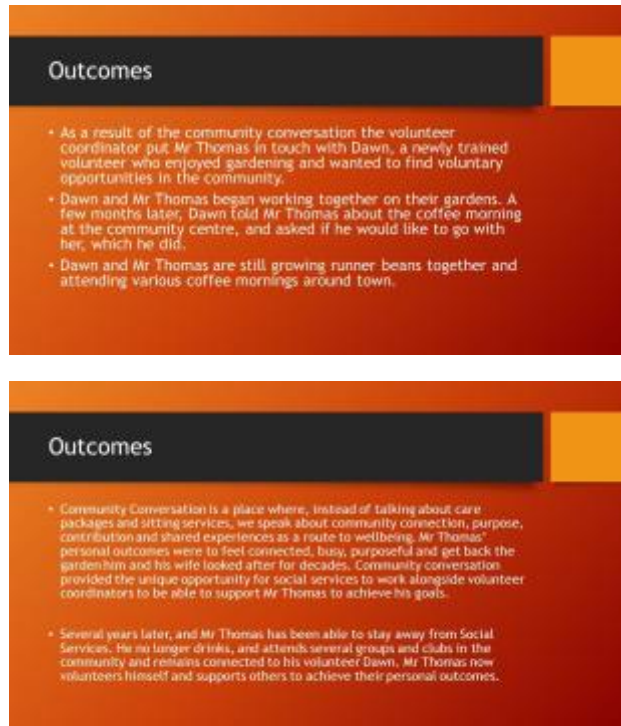 Outcomes
• As a result of the community conversation the volunteer
coordinator put Mr Thomas in touch with Dawn, a newly trained
volunteer who enjoyed gardening and wanted to find voluntary
opportunities in the community.
• Dawn and Mr Thomas began working together on their gardens. A
few months later, Dawn told Mr Thomas about the coffee morning
at the community centre, and asked if he would like to go with
her, which he did.
• Dawn and Mr Thomas are still growing runner beans together and
attending various coffee mornings around town.
Outcomes
• Community Conversation is a place where, instead of talking about care
packages and sitting services, we speak about community connection, purpose,
contribution and shared experiences as a route to wellbeing. Mr Thomas'
personal outcomes were to feel connected, busy, purposeful and get back the
garden him and his wife looked after for decades. Community conversation
provided the unique opportunity for social services to work alongside volunteer
coordinators to be able to support Mr Thomas to achieve his goals.
• Several years later, and Mr Thomas has been able to stay away from Social
Services. He no longer drinks, and attends several groups and clubs in the
community and remains connected to his volunteer Dawn. Mr Thomas now
volunteers himself and supports others to achieve their personal outcomes.